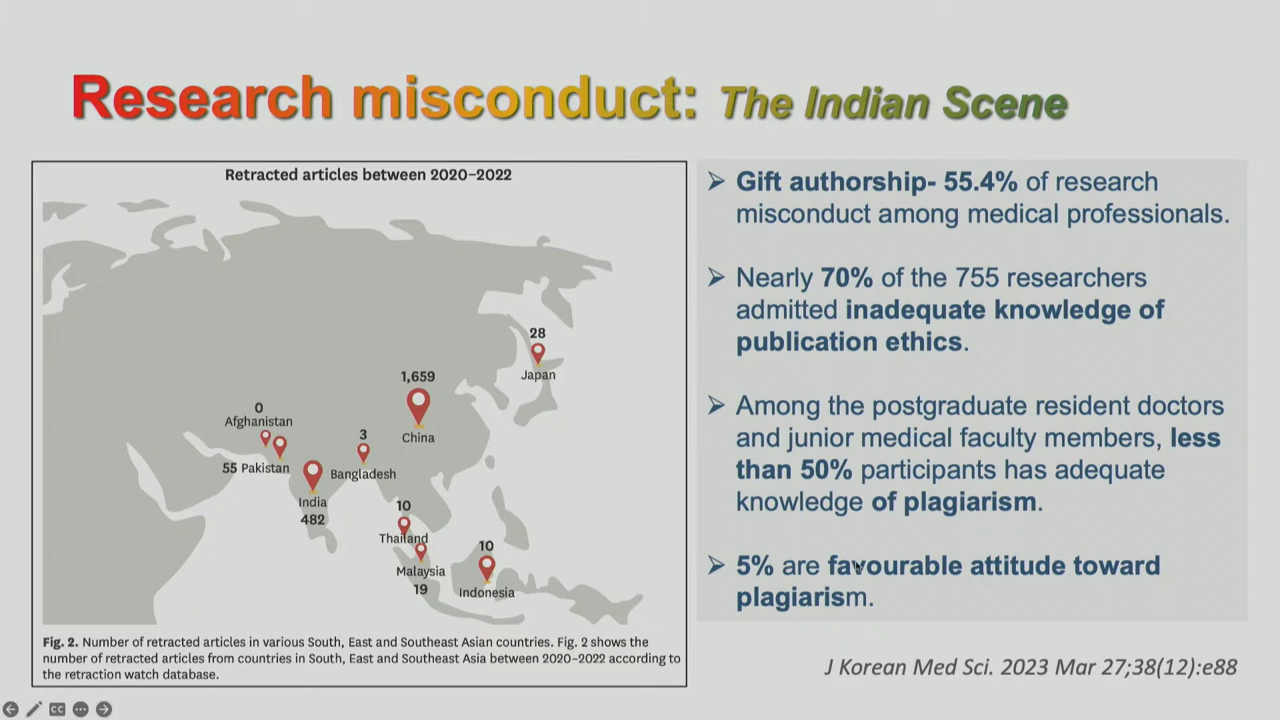 Research misconduct: The Indian Scene
Retracted articles between 2020–2022
28
Japan
1,659
China
0
Afghanistan
55 Pakistan
3
Bangladesh
India
482
10
Thailand
Malaysia
19
10
Indonesia
Fig. 2. Number of retracted articles in various South, East and Southeast Asian countries. Fig. 2 shows the
number of retracted articles from countries in South, East and Southeast Asia between 2020–2022 according to
the retraction watch database.
➢ Gift authorship- 55.4% of research
misconduct among medical professionals.
➢ Nearly 70% of the 755 researchers
admitted inadequate knowledge of
publication ethics.
➢ Among the postgraduate resident doctors
and junior medical faculty members, less
than 50% participants has adequate
knowledge of plagiarism.
➢ 5% are favourable attitude toward
plagiarism.
J Korean Med Sci. 2023 Mar 27;38(12):e88
CC